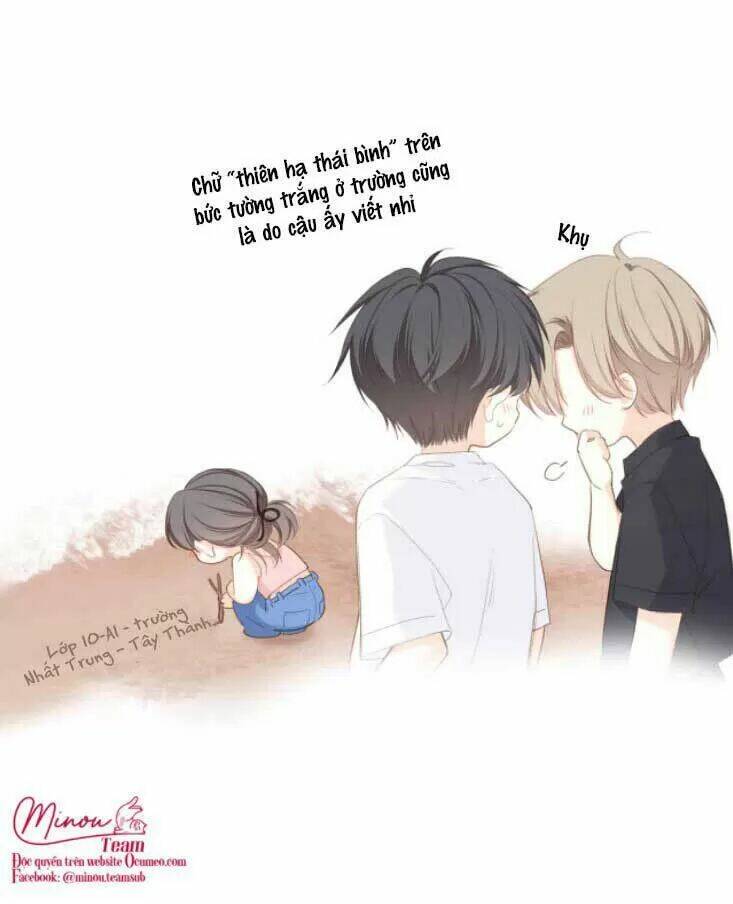 Chữ "thiên hạ thái bình" trên
bức tường trắng ở trường cũng
là do cậu ấy viết nhỉ
Khụ
Lớp 10-A1 - trường
Nhất Trung - Tây Thành
Minou
Team
Độc quyền trên website Ocumeo.com
Facebook: @minou.teamsub